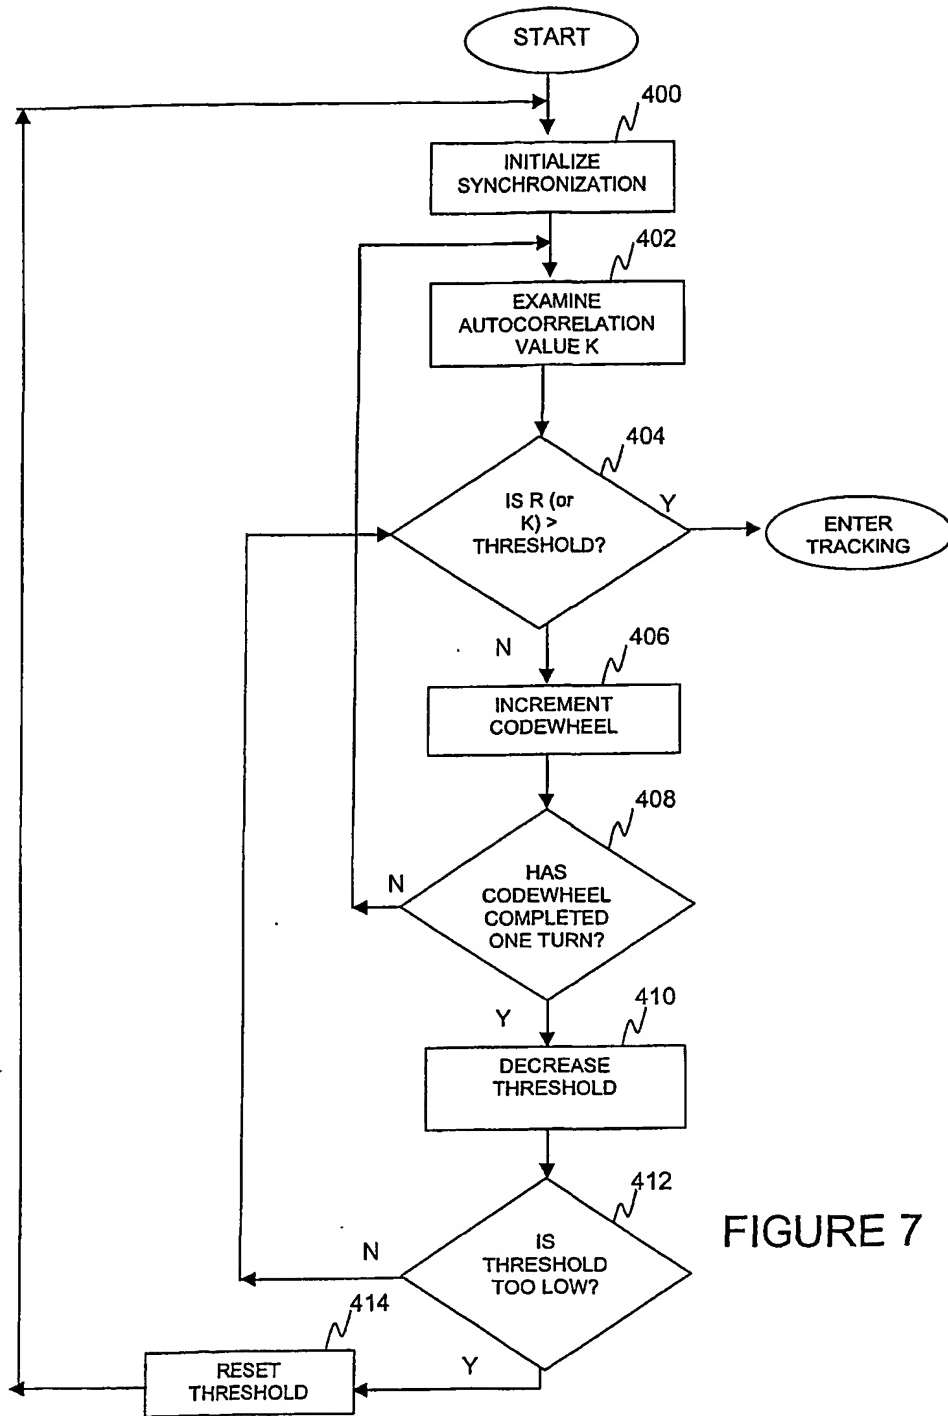 START
400
INITIALIZE
SYNCHRONIZATION
402
EXAMINE
AUTOCORRELATION
VALUE K
404
IS R (or
K) >
THRESHOLD?
Y
ENTER
TRACKING
N
406
INCREMENT
CODEWHEEL
408
HAS
CODEWHEEL
COMPLETED
ONE TURN?
N
Y
410
DECREASE
THRESHOLD
412
IS
THRESHOLD
TOO LOW?
N
FIGURE 7
414
Y
RESET
THRESHOLD